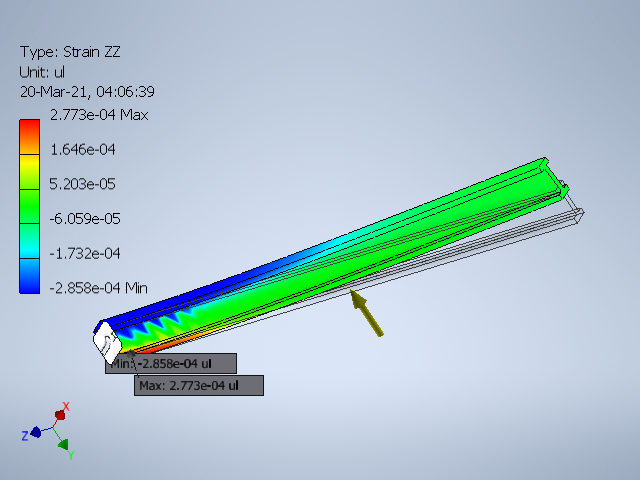 Type: Strain ZZ
Unit: ul
20-Mar-21, 04:06:39
2.773e-04 Max
1.646e-04
5.203e-05
-6.059e-05
-1.732e-04
-2.858e-04 Min
Min: -2.858e-04 ul
Max: 2.773e-04 ul
X
Z
Y